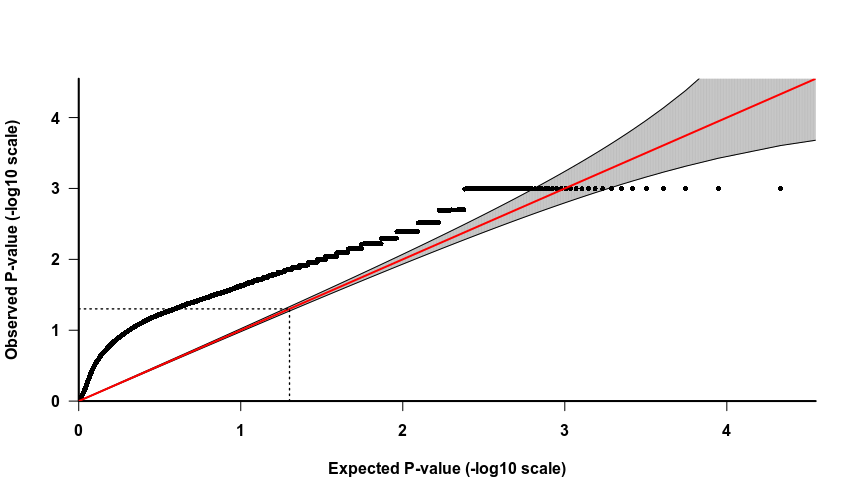 Observed P-value (-log10 scale)
4
3
2
1
0
0 1 2 3 4
Expected P-value (-log10 scale)